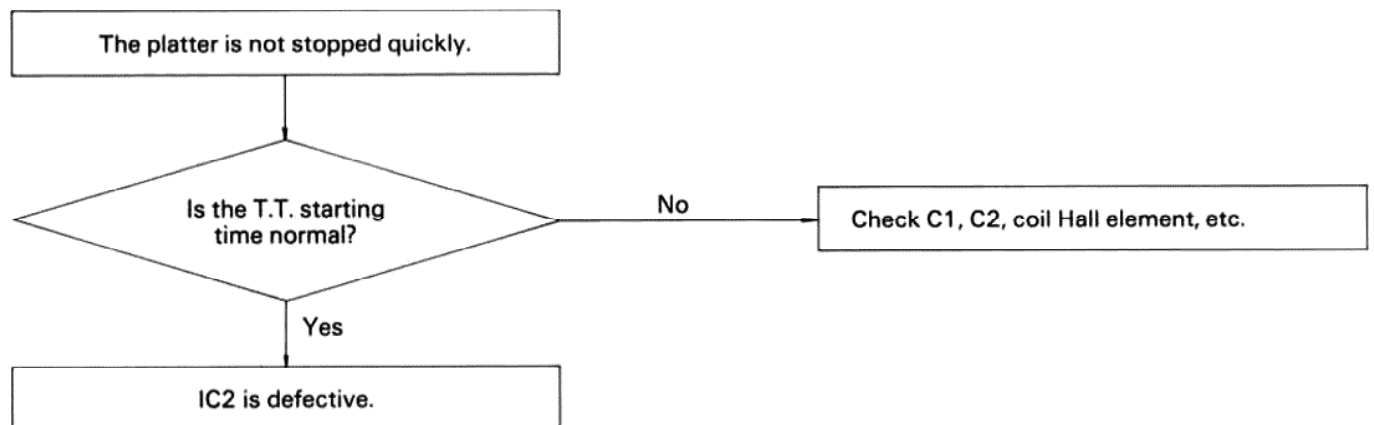 The platter is not stopped quickly.
Is the T.T. starting
time normal?
No
Check C1, C2, coil Hall element, etc.
Yes
IC2 is defective.